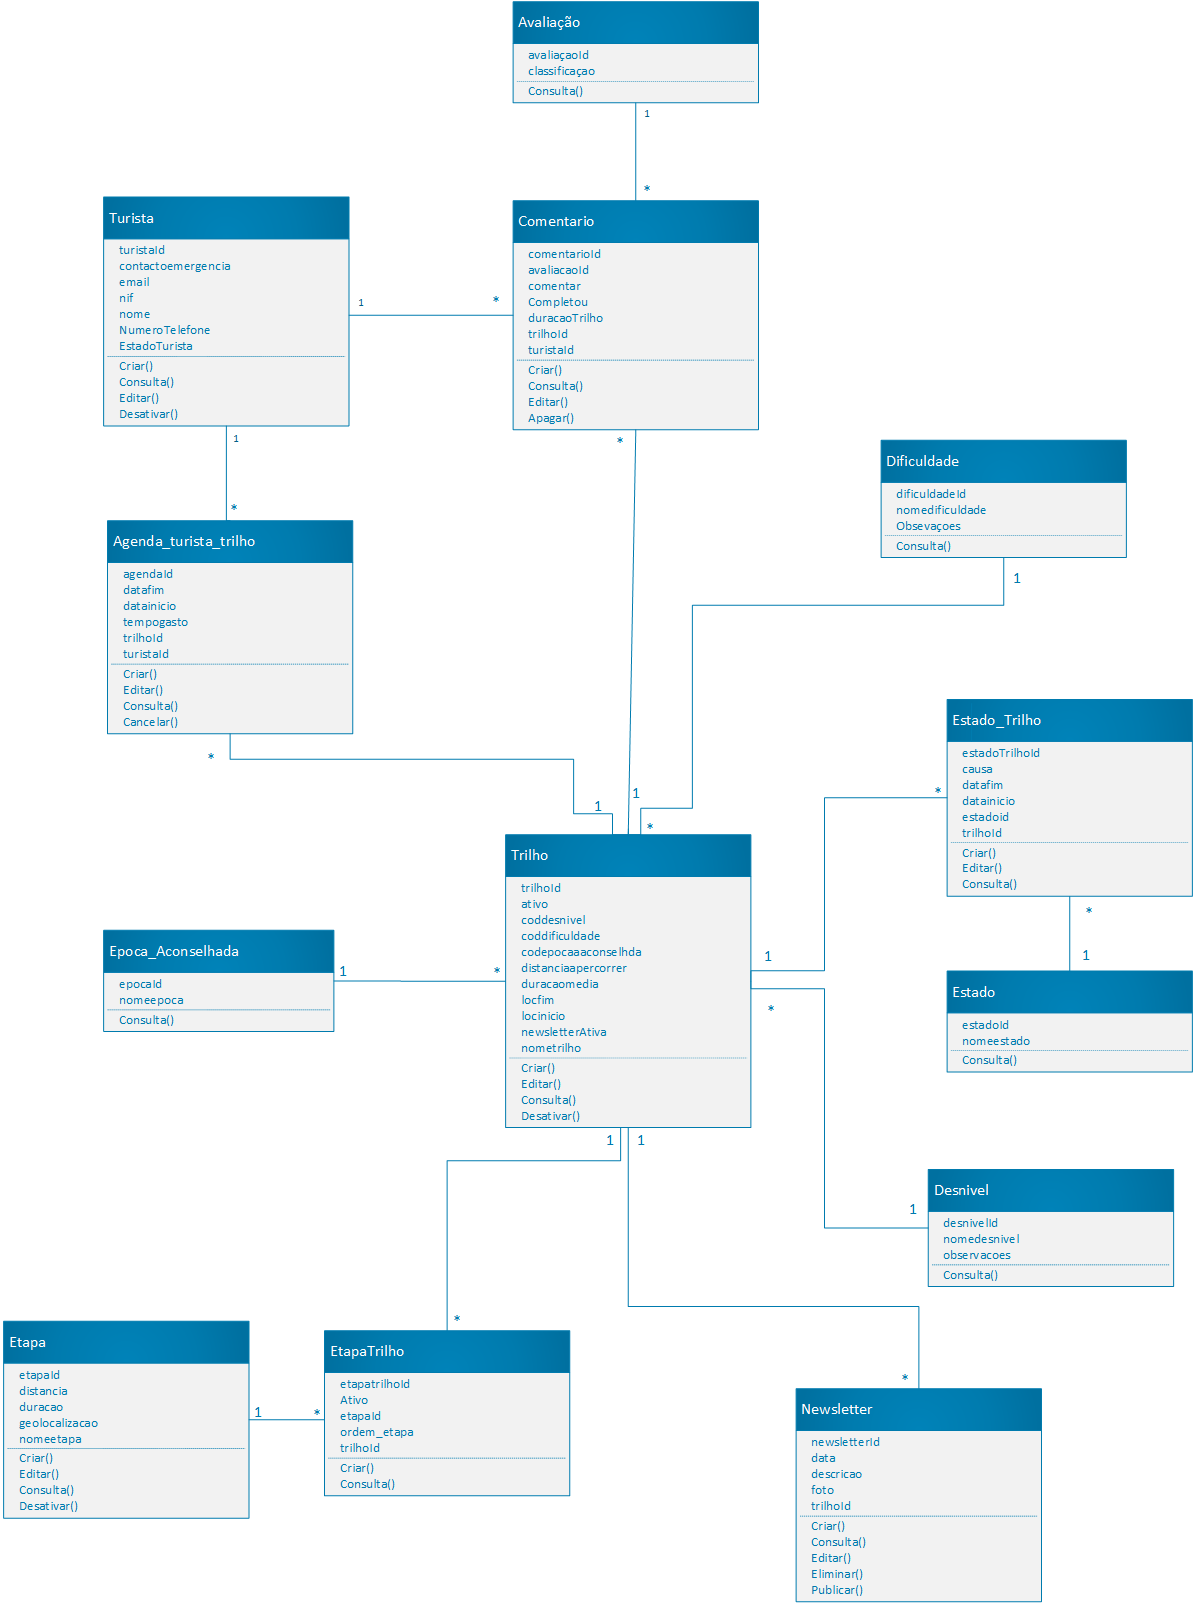 Avaliação
avaliaçaoId
classificaçao
Consulta()
1
*
Turista
turistaId
contactoemergencia
email
nif
nome
NumeroTelefone
EstadoTurista
Criar()
Consulta()
Editar()
Desativar()
1
*
Comentario
comentarioId
avaliacaoId
comentar
Completou
duracaoTrilho
trilhoId
turistaId
Criar()
Consulta()
Editar()
Apagar()
1
*
*
Dificuldade
dificuldadeId
nomedificuldade
Obsevaçoes
Consulta()
1
Agenda_turista_trilho
agendaId
datafim
datainicio
tempogasto
trilhoId
turistaId
Criar()
Editar()
Consulta()
Cancelar()
*
1
1
*
Estado_Trilho
estadoTrilhoId
causa
datafim
datainicio
estadoid
trilhoId
Criar()
Editar()
Consulta()
*
*
1
Trilho
trilhoId
ativo
coddesnivel
coddificuldade
codepocaaaconselhda
distanciaapercorrer
duracaomedia
locfim
locinicio
newsletterAtiva
nometrilho
Criar()
Editar()
Consulta()
Desativar()
1
*
Epoca_Aconselhada
epocaId
nomeepoca
Consulta()
1
*
Estado
estadoId
nomeestado
Consulta()
1
1
Desnivel
desnivelId
nomedesnivel
observacoes
Consulta()
1
*
Etapa
etapaId
distancia
duracao
geolocalizacao
nomeetapa
Criar()
Editar()
Consulta()
Desativar()
1
*
EtapaTrilho
etapatrilhoId
Ativo
etapaId
ordem_etapa
trilhoId
Criar()
Consulta()
*
Newsletter
newsletterId
data
descricao
foto
trilhoId
Criar()
Consulta()
Editar()
Eliminar()
Publicar()